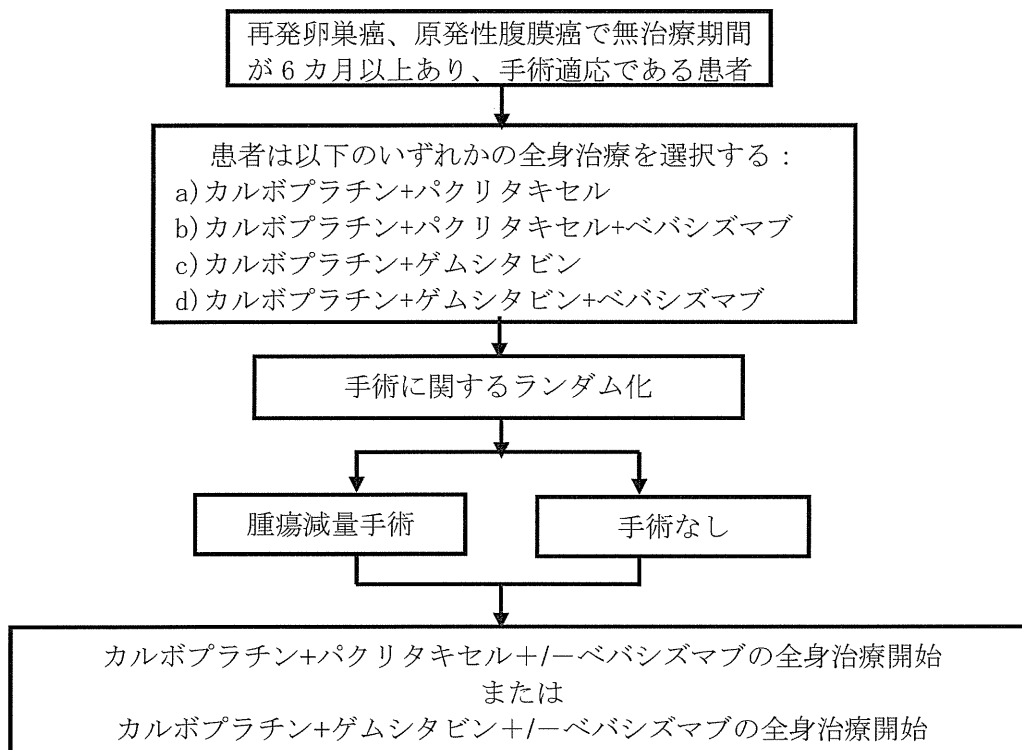 再発卵巣癌、原発性腹膜癌で無治療期間
が 6 カ月以上あり、手術適応である患者
患者は以下のいずれかの全身治療を選択する：
a)カルボプラチン+パクリタキセル
b)カルボプラチン+パクリタキセル+ベバシズマブ
c)カルボプラチン+ゲムシタビン
d)カルボプラチン+ゲムシタビン+ベバシズマブ
手術に関するランダム化
腫瘍減量手術
手術なし
カルボプラチン+パクリタキセル＋/－ベバシズマブの全身治療開始
または
カルボプラチン+ゲムシタビン＋/－ベバシズマブの全身治療開始